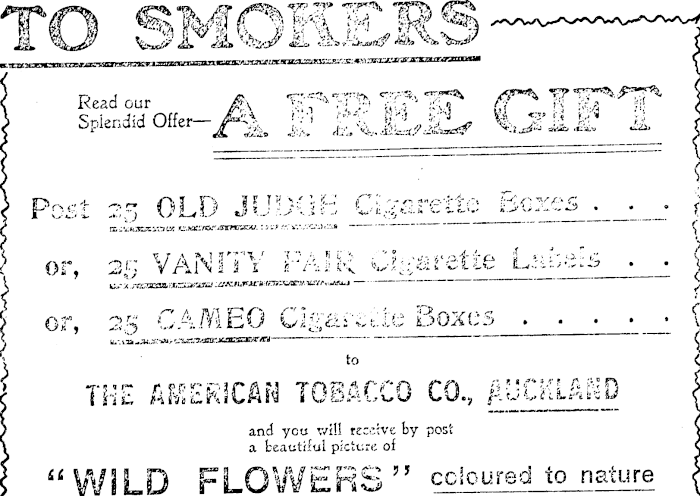 TO SMOKERS
Read our
Splendid Offer—
A FREE GIFT
Post 25 OLD JUDGE Cigarette Boxes . . .
or, 25 VANITY FAIR Cigarette Labels . .
or, 25 CAMEO Cigarette Boxes . . . . . .
to
THE AMERICAN TOBACCO CO., AUCKLAND
and you will receive by post
a beautiful picture of
"WILD FLOWERS" coloured to nature